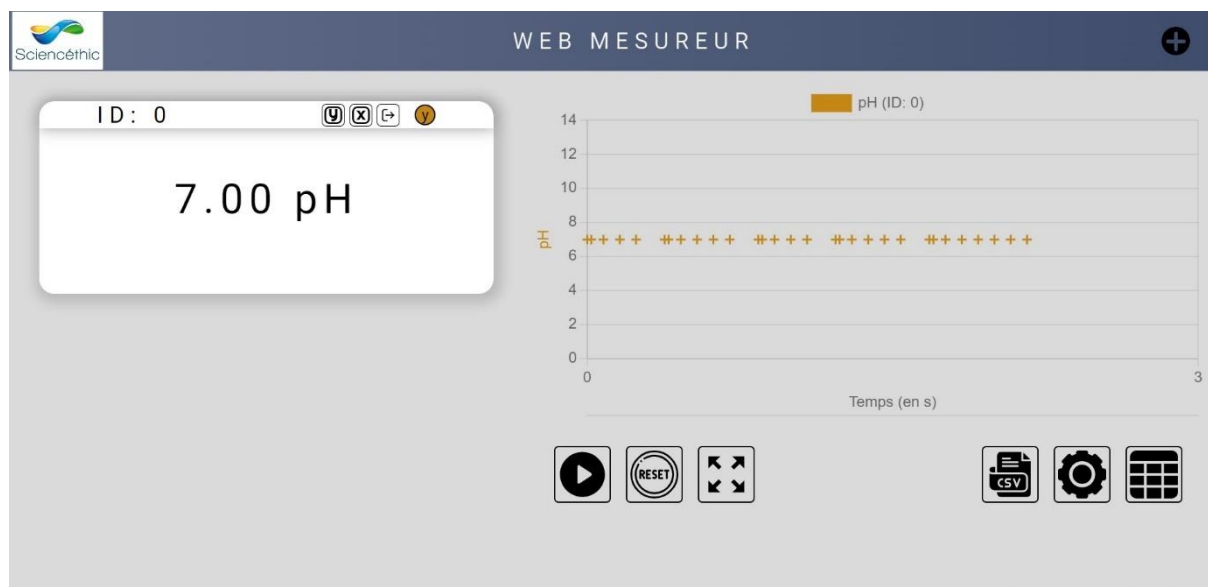 Sciencéthic
WEB MESUREUR
ID: 0
y x y
7.00 pH
pH (ID: 0)
14
12
10
8
6
4
2
0
pH
0 3
Temps (en s)
RESET
CSV